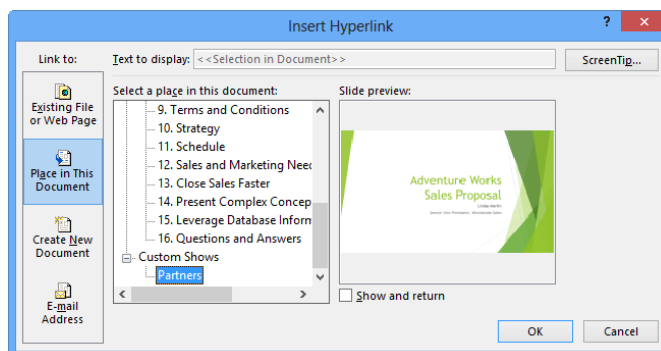 Insert Hyperlink
? ×
Link to:
Text to display: <<Selection in Document>>
ScreenTip...
Existing File
or Web Page
Place in This
Document
Create New
Document
E-mail
Address
Select a place in this document:
9. Terms and Conditions
10. Strategy
11. Schedule
12. Sales and Marketing Need
13. Close Sales Faster
14. Present Complex Concep
15. Leverage Database Inform
16. Questions and Answers
Custom Shows
Partners
Slide preview:
Adventure Works
Sales Proposal
Show and return
OK
Cancel